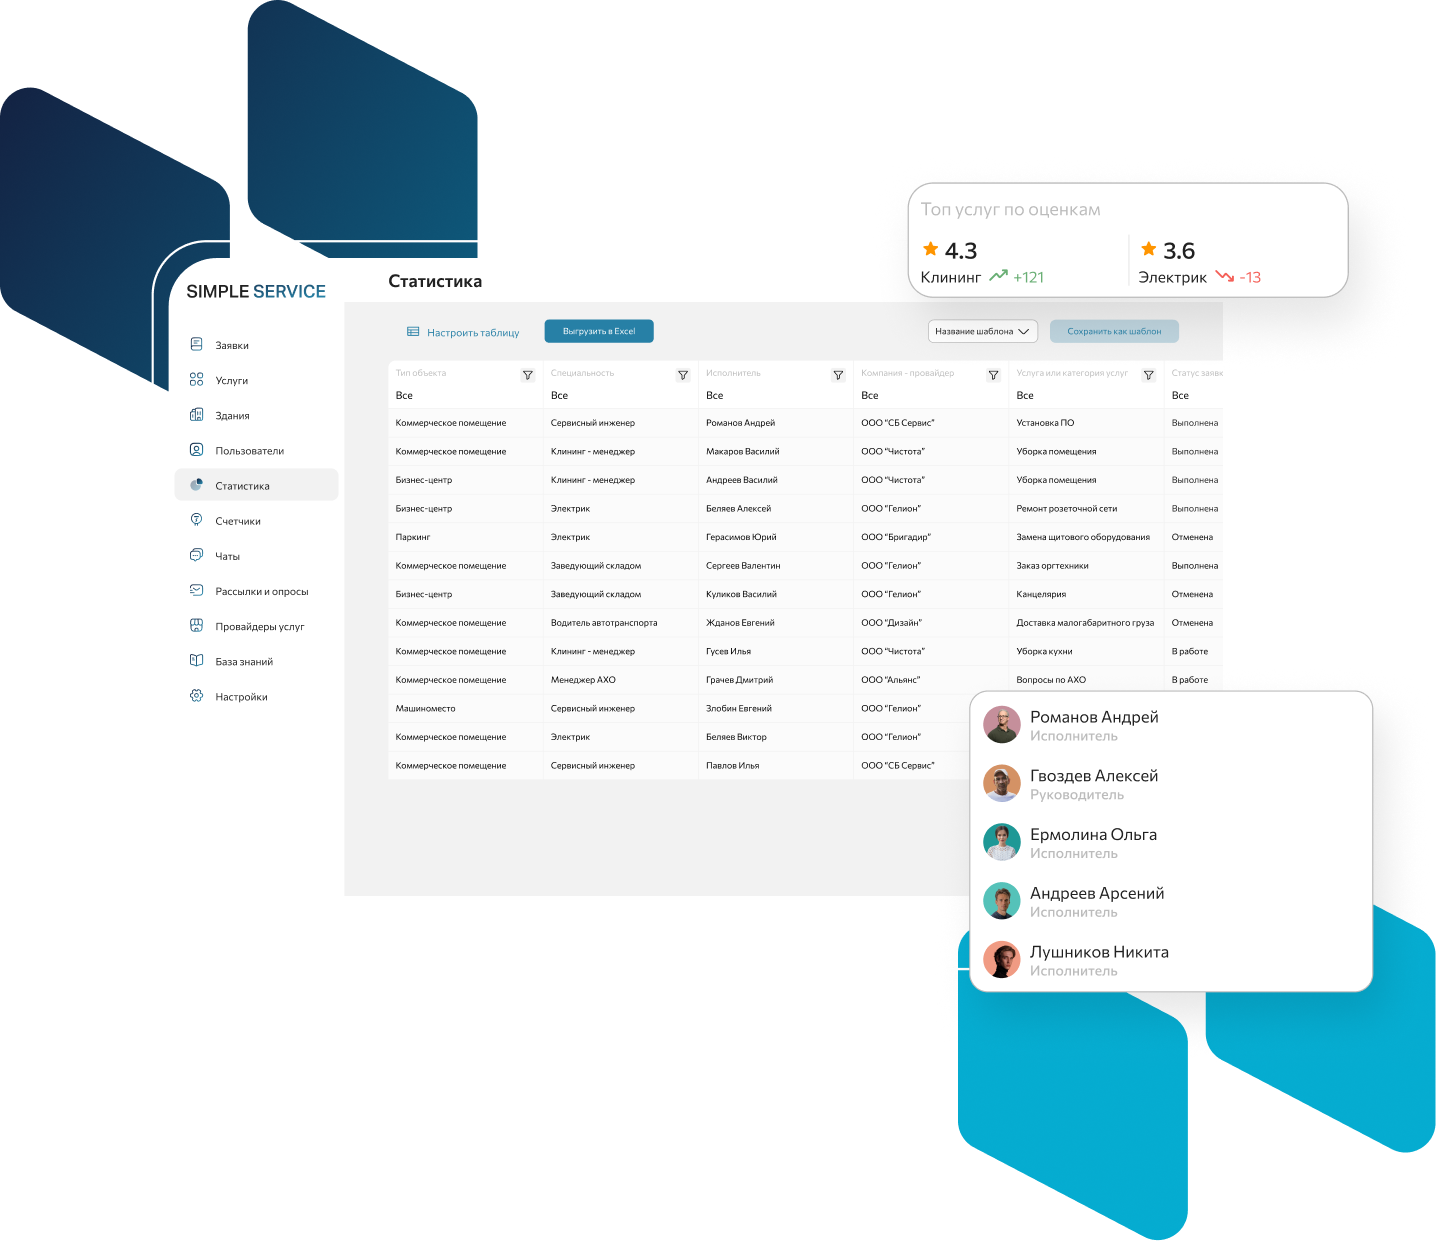 Топ услуг по оценкам
4.3
Клининг +121
3.6
Электрик -13
SIMPLE SERVICE
Заявки
Услуги
Здания
Пользователи
Статистика
Счетчики
Чаты
Рассылки и опросы
Провайдеры услуг
База знаний
Настройки
Статистика
Настроить таблицу Выгрузить в Excel Название шаблона Сохранить как шаблон
Тип объекта Специальность Исполнитель Компания - провайдер Услуга или категория услуг Статус заявк
Все Все Все Все Все Все
Коммерческое помещение Сервисный инженер Романов Андрей ООО “СБ Сервис” Установка ПО Выполнена
Коммерческое помещение Клининг - менеджер Макаров Василий ООО “Чистота” Уборка помещения Выполнена
Бизнес-центр Клининг - менеджер Андреев Василий ООО “Чистота” Уборка помещения Выполнена
Бизнес-центр Электрик Беляев Алексей ООО “Гелион” Ремонт розеточной сети Выполнена
Паркинг Электрик Герасимов Юрий ООО “Бригадир” Замена щитового оборудования Отменена
Коммерческое помещение Заведующий складом Сергеев Валентин ООО “Гелион” Заказ оргтехники Выполнена
Бизнес-центр Заведующий складом Куликов Василий ООО “Гелион” Канцелярия Отменена
Коммерческое помещение Водитель автотранспорта Жданов Евгений ООО “Дизайн” Доставка малогабаритного груза Отменена
Коммерческое помещение Клининг - менеджер Гусев Илья ООО “Чистота” Уборка кухни В работе
Коммерческое помещение Менеджер АХО Грачев Дмитрий ООО “Альянс” Вопросы по АХО В работе
Машиноместо Сервисный инженер Злобин Евгений ООО “Гелион”
Коммерческое помещение Электрик Беляев Виктор ООО “Гелион”
Коммерческое помещение Сервисный инженер Павлов Илья ООО “СБ Сервис”
Романов Андрей
Исполнитель
Гвоздев Алексей
Руководитель
Ермолина Ольга
Исполнитель
Андреев Арсений
Исполнитель
Лушников Никита
Исполнитель